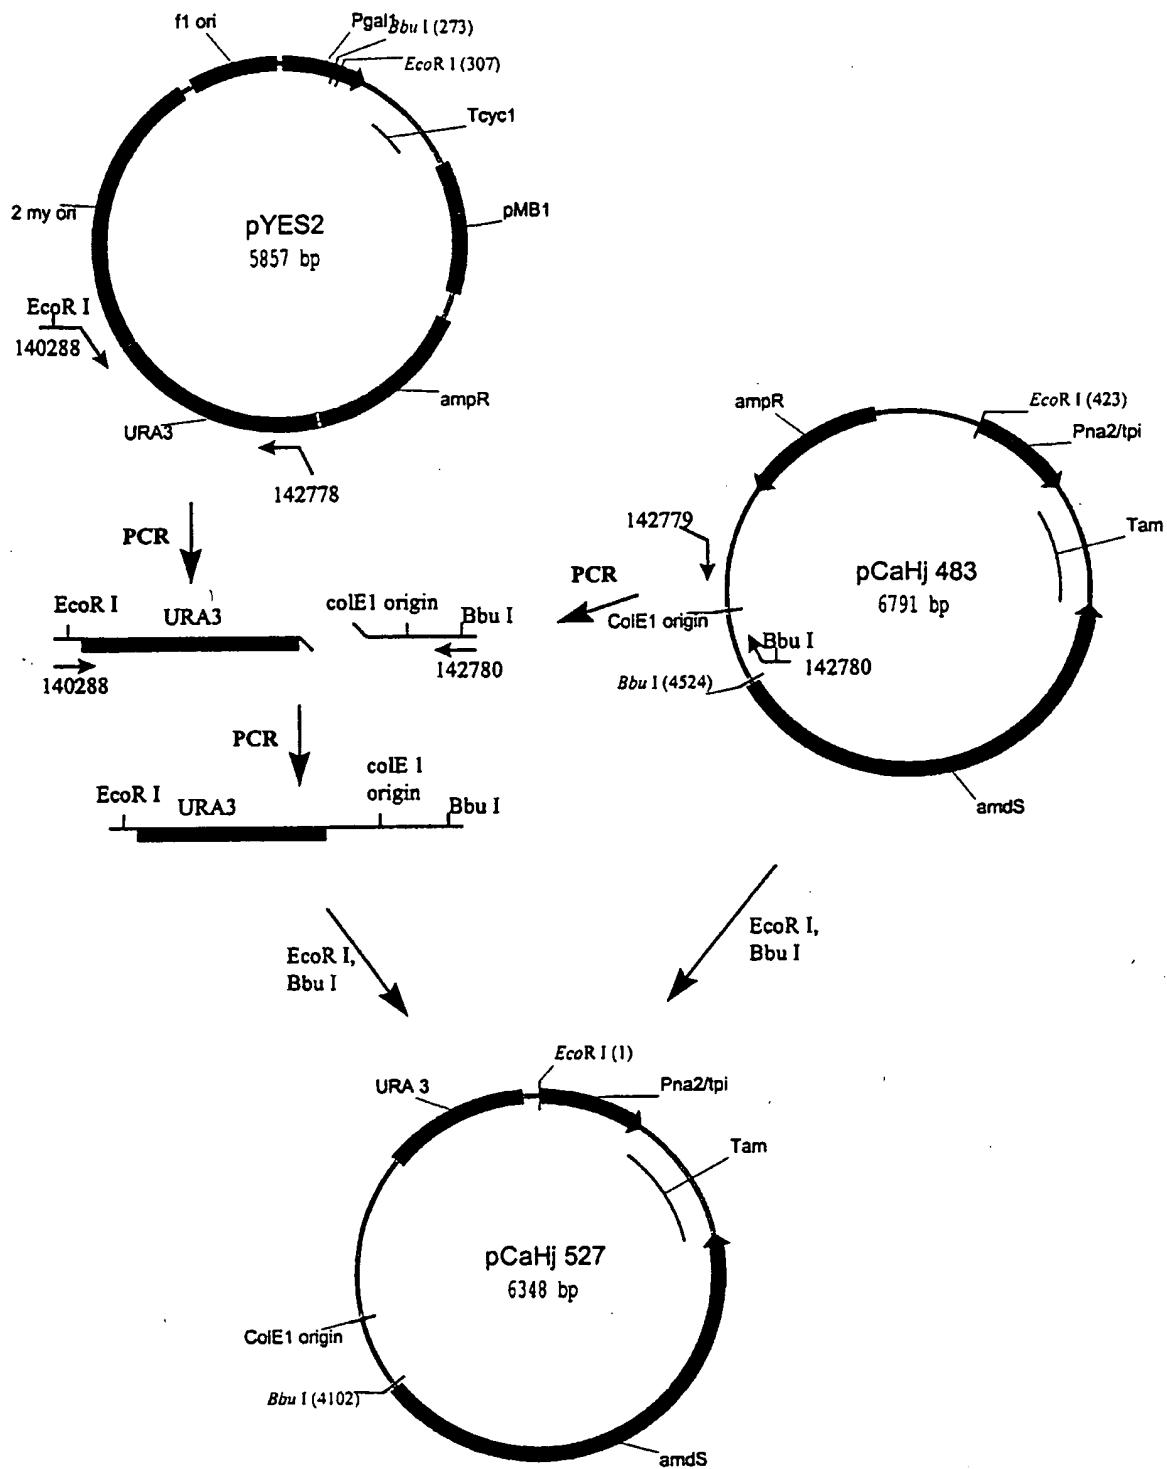 f1 ori
Pgal1
Bbu I (273)
EcoR I (307)
Tcyc1
2 my ori
pMB1
pYES2
5857 bp
EcoR I
140288
ampR
URA3
142778
ampR
EcoR I (423)
Pna2/tpi
142779
Tam
PCR
PCR
pCaHj 483
6791 bp
EcoR I
URA3
colE1 origin
Bbu I
ColE1 origin
Bbu I
142780
140288
142780
Bbu I (4524)
PCR
amdS
EcoR I
URA3
colE 1
origin
Bbu I
EcoR I,
Bbu I
EcoR I,
Bbu I
EcoR I (1)
URA 3
Pna2/tpi
Tam
pCaHj 527
6348 bp
ColE1 origin
Bbu I (4102)
amdS